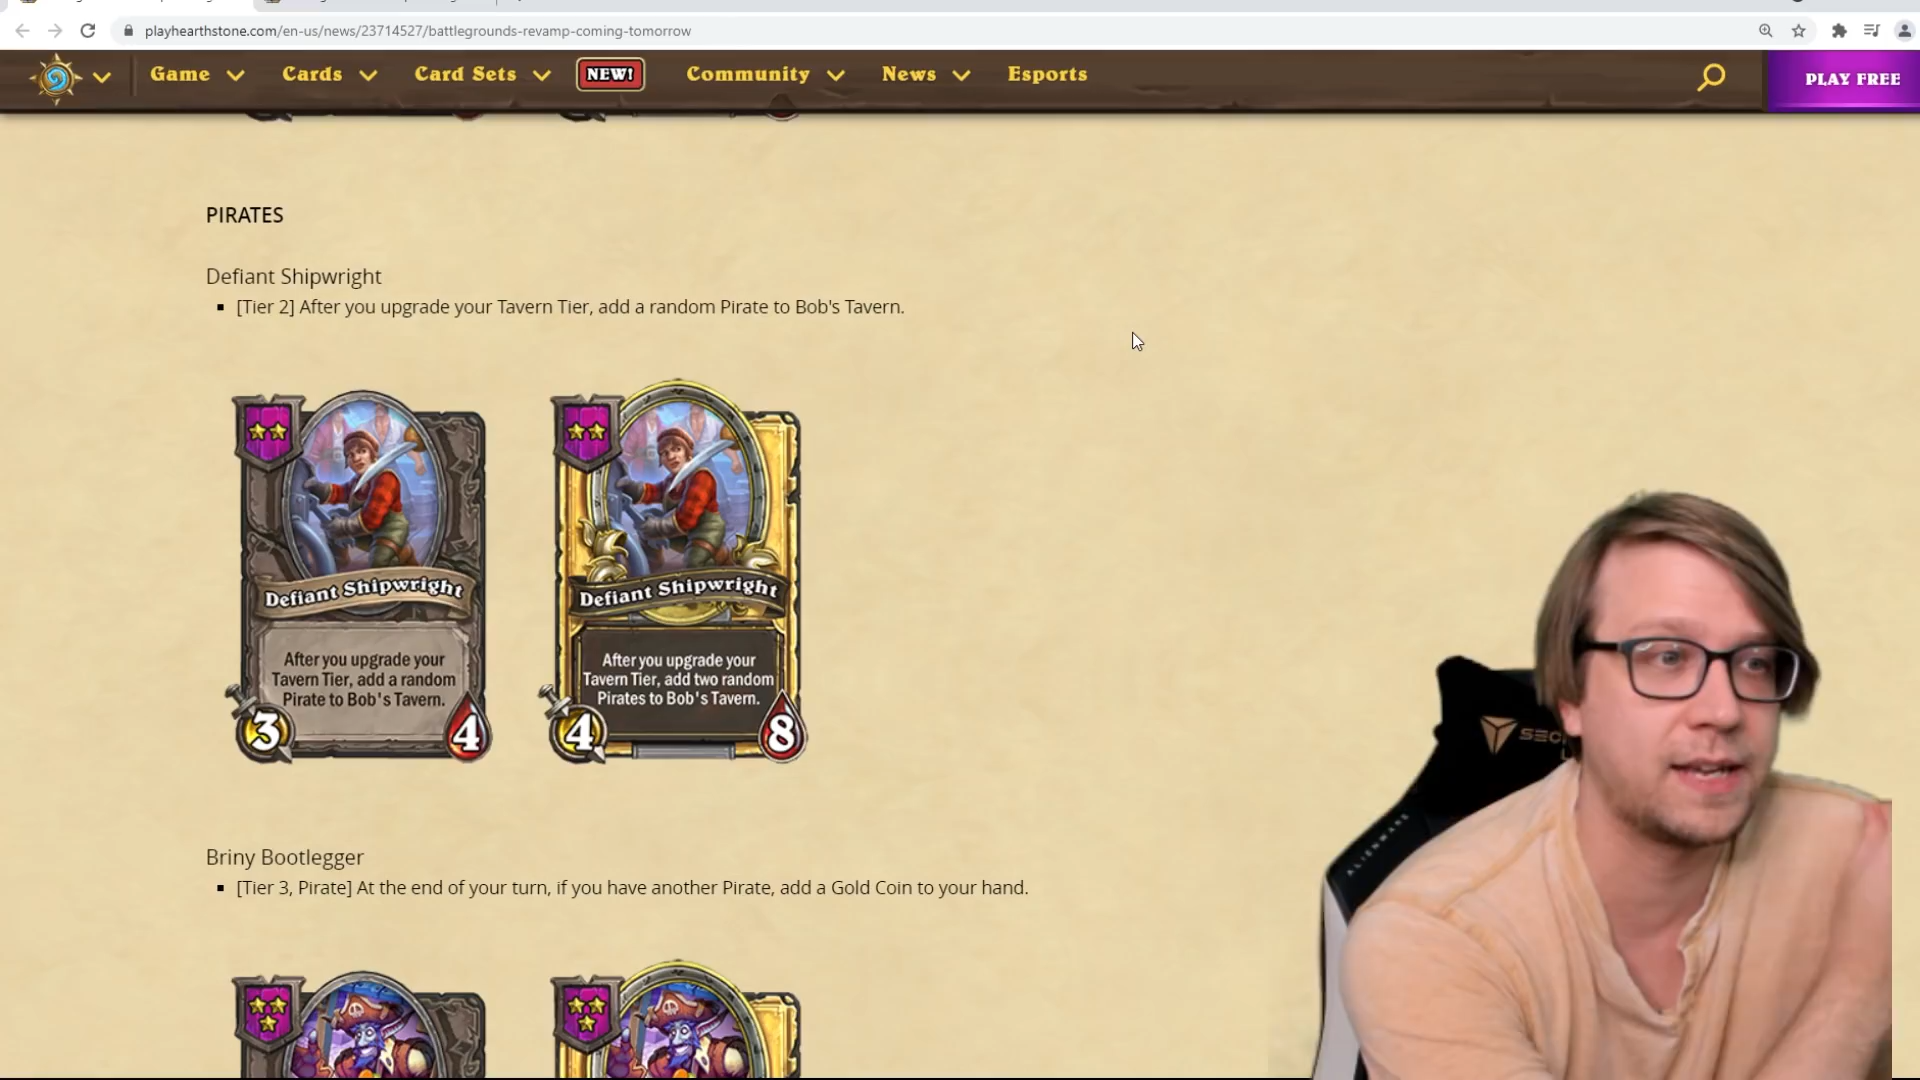 playhearthstone.com/en-us/news/23714527/battlegrounds-revamp-coming-tomorrow
Game Cards Card Sets NEW! Community News Esports PLAY FREE
PIRATES
Defiant Shipwright
▪ [Tier 2] After you upgrade your Tavern Tier, add a random Pirate to Bob's Tavern.
Defiant Shipwright
After you upgrade your
Tavern Tier, add a random
Pirate to Bob's Tavern.
3 4
Defiant Shipwright
After you upgrade your
Tavern Tier, add two random
Pirates to Bob's Tavern.
4 8
Briny Bootlegger
▪ [Tier 3, Pirate] At the end of your turn, if you have another Pirate, add a Gold Coin to your hand.
ALIENWARE